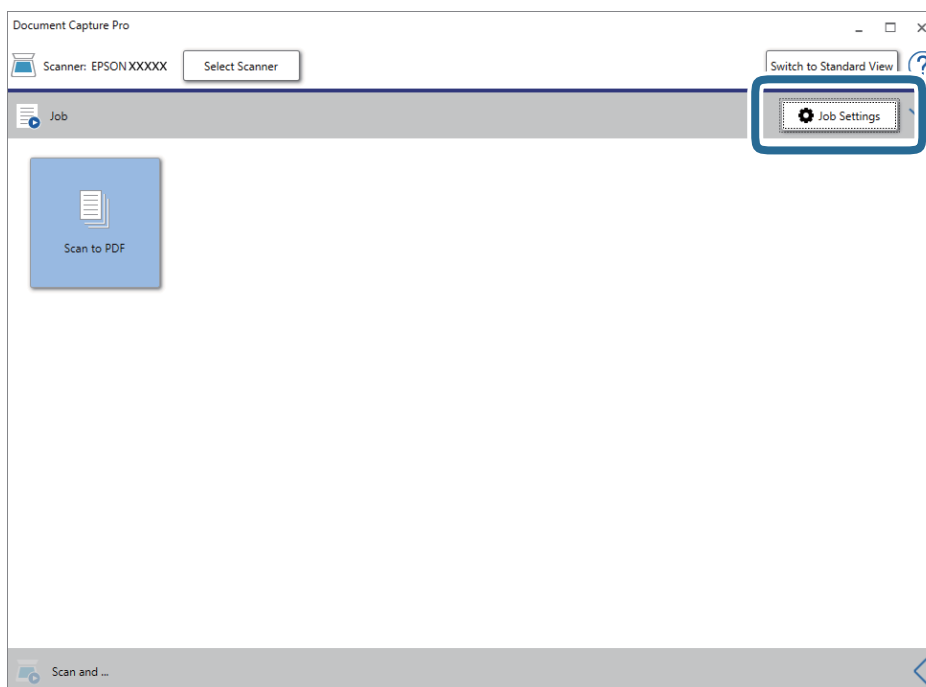 Document Capture Pro
Scanner: EPSON XXXXX Select Scanner Switch to Standard View ?
Job Job Settings
Scan to PDF
Scan and ...